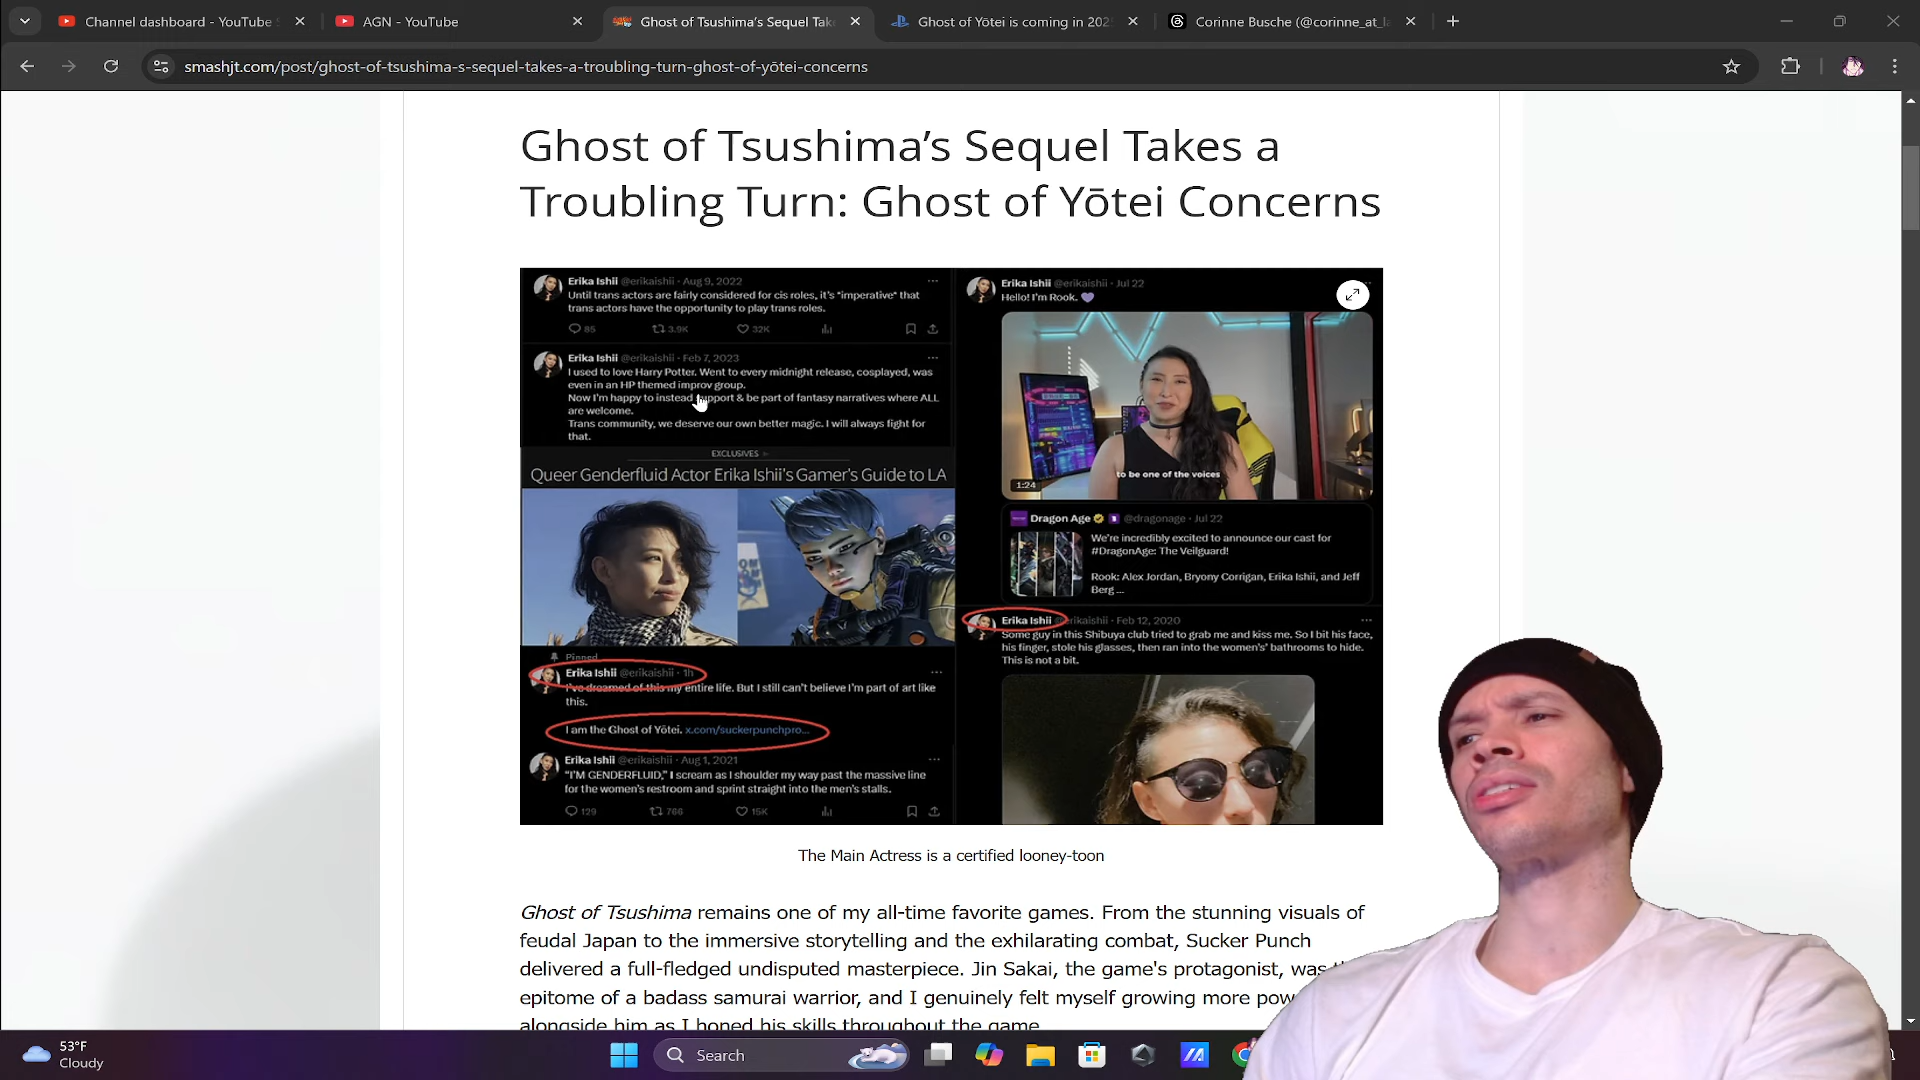 Channel dashboard - YouTube
AGN - YouTube
Ghost of Tsushima's Sequel Tak
Ghost of Yōtei is coming in 202
Corinne Busche (@corinne_at_la
smashjt.com/post/ghost-of-tsushima-s-sequel-takes-a-troubling-turn-ghost-of-yōtei-concerns
Ghost of Tsushima's Sequel Takes a
Troubling Turn: Ghost of Yōtei Concerns
Erika Ishii @erikaishii · Aug 9, 2022
Until trans actors are fairly considered for cis roles, it's *imperative* that
trans actors have the opportunity to play trans roles.
85 3.9K 32K
Erika Ishii @erikaishii · Feb 7, 2023
I used to love Harry Potter. Went to every midnight release, cosplayed, was
even in an HP themed improv group.
Now I'm happy to instead support & be part of fantasy narratives where ALL
are welcome.
Trans community, we deserve our own better magic. I will always fight for
that.
EXCLUSIVES
Queer Genderfluid Actor Erika Ishii's Gamer's Guide to LA
Pinned
Erika Ishii @erikaishii · 1h
I've dreamed of this my entire life. But I still can't believe I'm part of art like
this.
I am the Ghost of Yōtei. x.com/suckerpunchpro...
Erika Ishii @erikaishii · Aug 1, 2021
"I'M GENDERFLUID," I scream as I shoulder my way past the massive line
for the women's restroom and sprint straight into the men's stalls.
129 766 15K
Erika Ishii @erikaishii · Jul 22
Hello! I'm Rook.
to be one of the voices
1:24
Dragon Age @dragonage · Jul 22
We're incredibly excited to announce our cast for
#DragonAge: The Veilguard!
Rook: Alex Jordan, Bryony Corrigan, Erika Ishii, and Jeff
Berg ...
Erika Ishii @erikaishii · Feb 12, 2020
Some guy in this Shibuya club tried to grab me and kiss me. So I bit his face,
his finger, stole his glasses, then ran into the women's' bathrooms to hide.
This is not a bit.
The Main Actress is a certified looney-toon
Ghost of Tsushima remains one of my all-time favorite games. From the stunning visuals of
feudal Japan to the immersive storytelling and the exhilarating combat, Sucker Punch
delivered a full-fledged undisputed masterpiece. Jin Sakai, the game's protagonist, was
epitome of a badass samurai warrior, and I genuinely felt myself growing more pow
alongside him as I honed his skills throughout the game.
53°F
Cloudy
Search